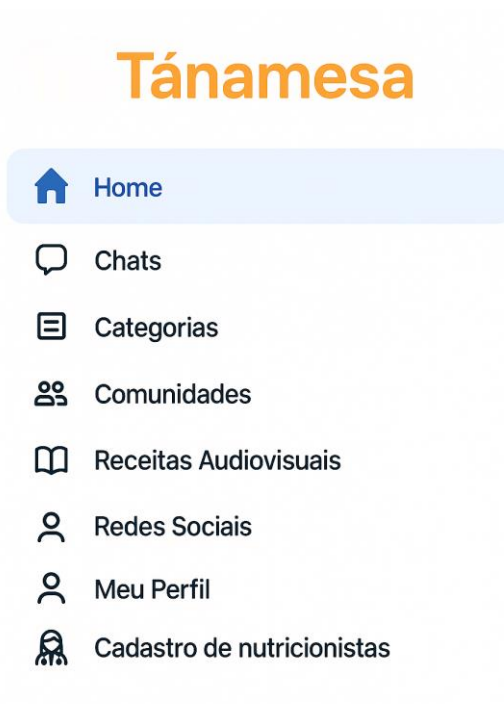 Tánamesa
Home
Chats
Categorias
Comunidades
Receitas Audiovisuais
Redes Sociais
Meu Perfil
Cadastro de nutricionistas